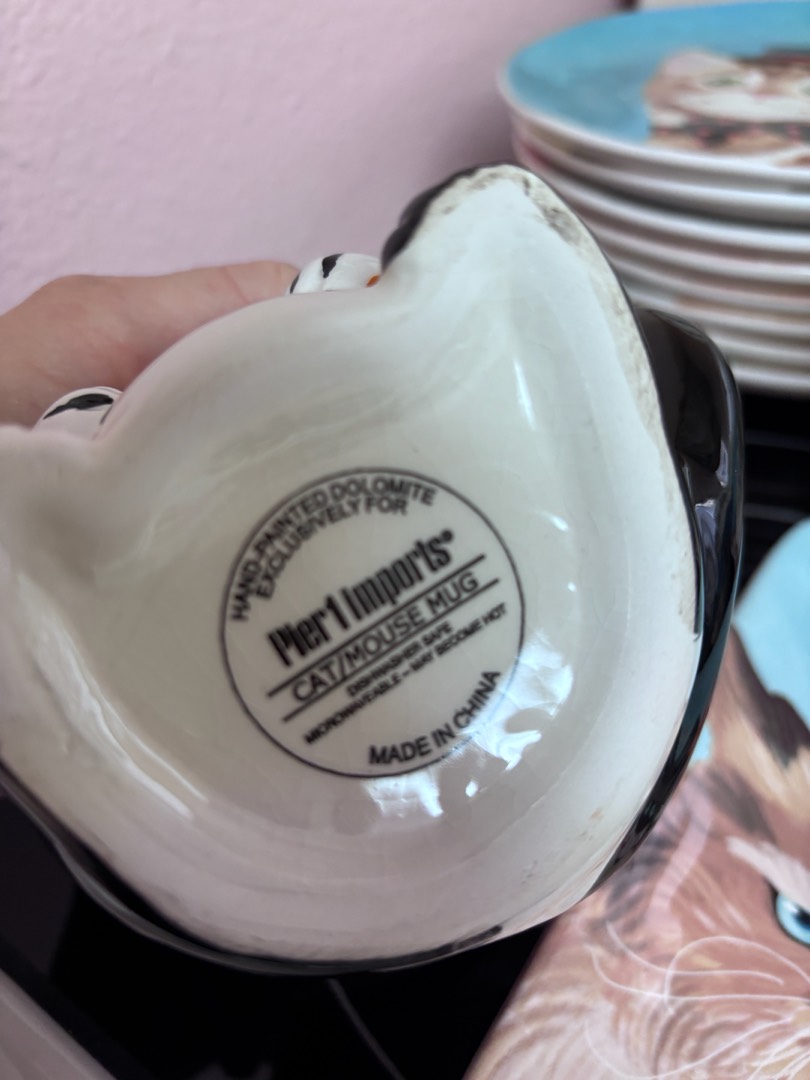 HAND-PAINTED DOLOMITE
EXCLUSIVELY FOR
Pier 1 imports®
CAT/MOUSE MUG
DISHWASHER SAFE
MICROWAVEABLE – MAY BECOME HOT
MADE IN CHINA